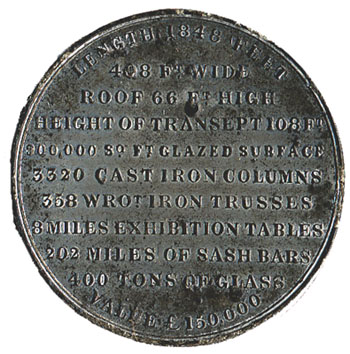 LENGTH 1848 FEET
408 FT WIDE
ROOF 66 FT HIGH
HEIGHT OF TRANSEPT 108 FT
900,000 SQ FT GLAZED SURFACE
3320 CAST IRON COLUMNS
358 WROT IRON TRUSSES
8 MILES EXHIBITION TABLES
202 MILES OF SASH BARS
400 TONS OF GLASS
VALUE £150,000